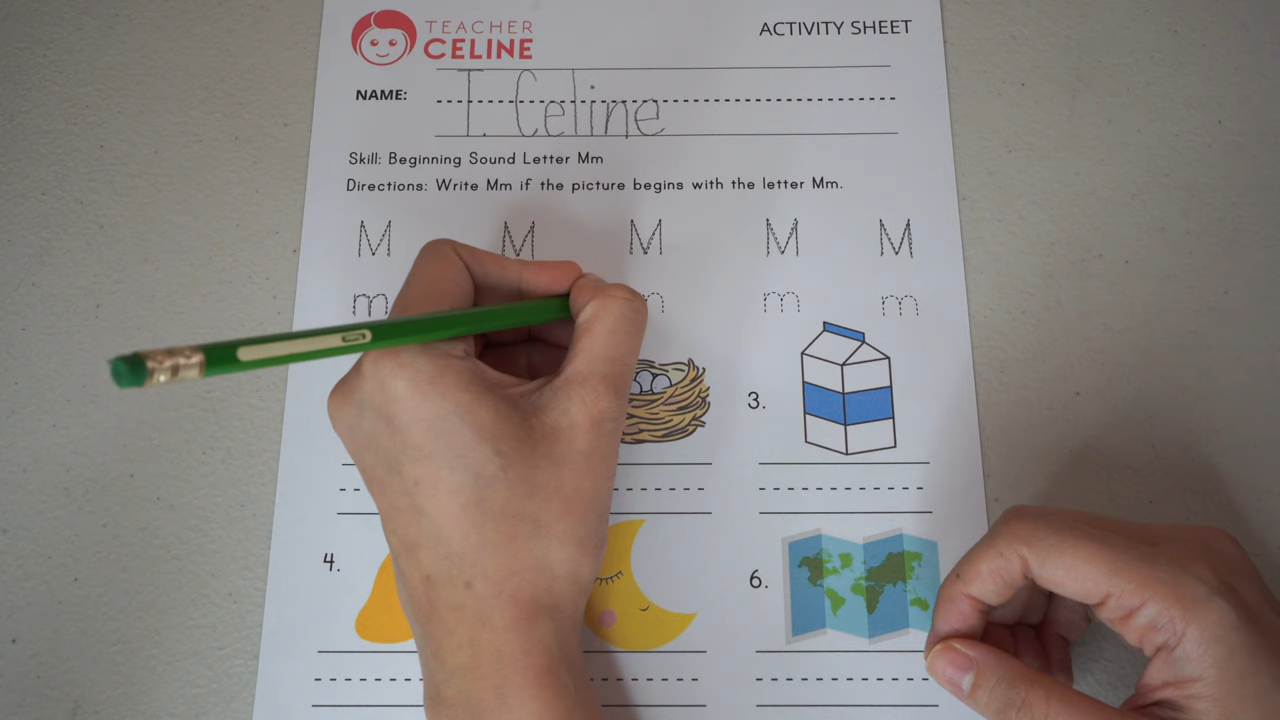 TEACHER
CELINE
ACTIVITY SHEET
NAME: T. Celine
Skill: Beginning Sound Letter Mm
Directions: Write Mm if the picture begins with the letter Mm.
M M M M M
m m m m
3.
4.
6.